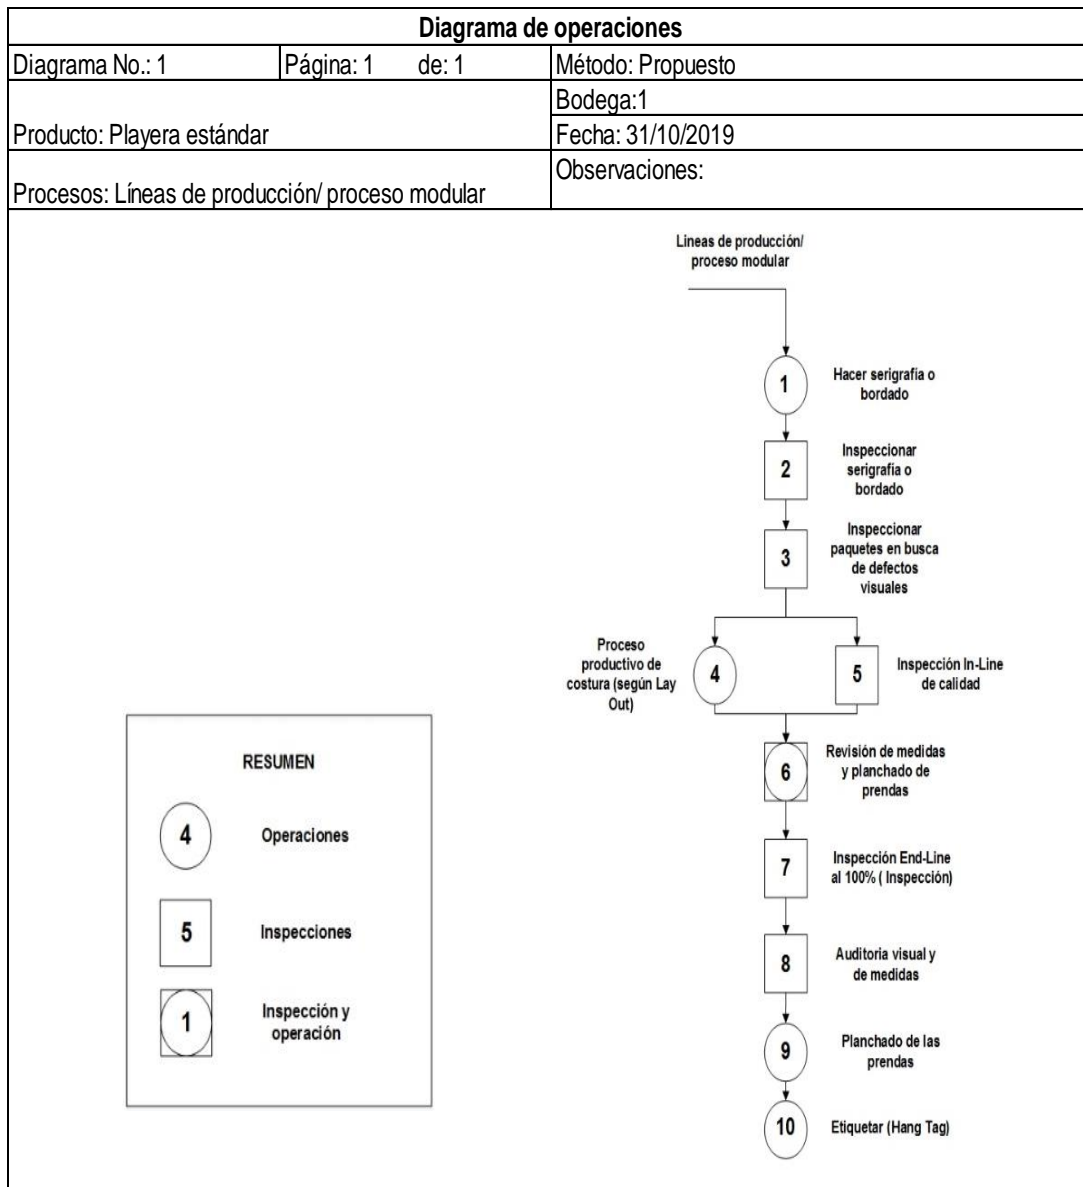 Diagrama de operaciones
Diagrama No.: 1 Página: 1 de: 1 Método: Propuesto
Bodega:1
Producto: Playera estándar Fecha: 31/10/2019
Procesos: Líneas de producción/ proceso modular Observaciones:
Líneas de producción/
proceso modular
1
Hacer serigrafía o
bordado
2
Inspeccionar
serigrafía o
bordado
3
Inspeccionar
paquetes en busca
de defectos
visuales
Proceso
productivo de
costura (según Lay
Out)
4
5
Inspección In-Line
de calidad
6
Revisión de medidas
y planchado de
prendas
7
Inspección End-Line
al 100% ( Inspección)
8
Auditoria visual y
de medidas
9
Planchado de las
prendas
10
Etiquetar (Hang Tag)
RESUMEN
4 Operaciones
5 Inspecciones
1 Inspección y
operación